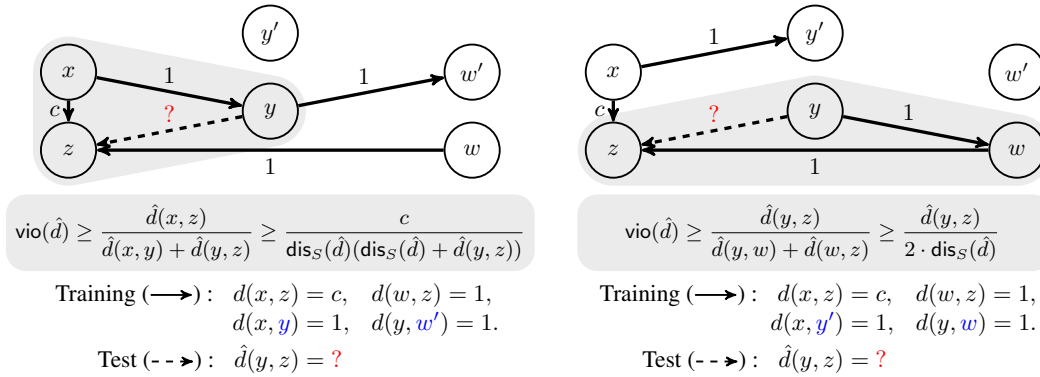 y′
x
1
1
w′
c
?
y
z
1
w
vio(d̂) ≥ d̂(x, z) / (d̂(x, y) + d̂(y, z)) ≥ c / (dis_S(d̂)(dis_S(d̂) + d̂(y, z)))
Training (⟶) : d(x, z) = c, d(w, z) = 1,
d(x, y) = 1, d(y, w′) = 1.
Test (⇢) : d̂(y, z) = ?
y′
x
1
w′
c
?
y
1
z
1
w
vio(d̂) ≥ d̂(y, z) / (d̂(y, w) + d̂(w, z)) ≥ d̂(y, z) / (2 · dis_S(d̂))
Training (⟶) : d(x, z) = c, d(w, z) = 1,
d(x, y′) = 1, d(y, w) = 1.
Test (⇢) : d̂(y, z) = ?